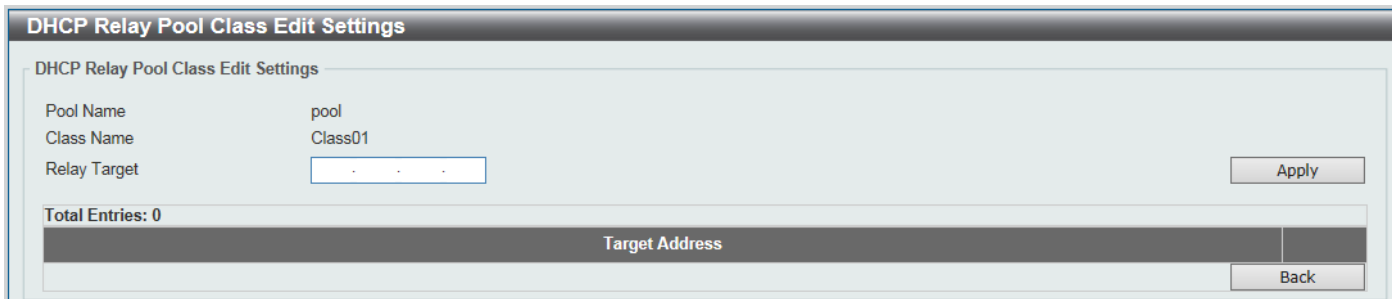 DHCP Relay Pool Class Edit Settings
DHCP Relay Pool Class Edit Settings
Pool Name pool
Class Name Class01
Relay Target . . . Apply
Total Entries: 0
Target Address
Back